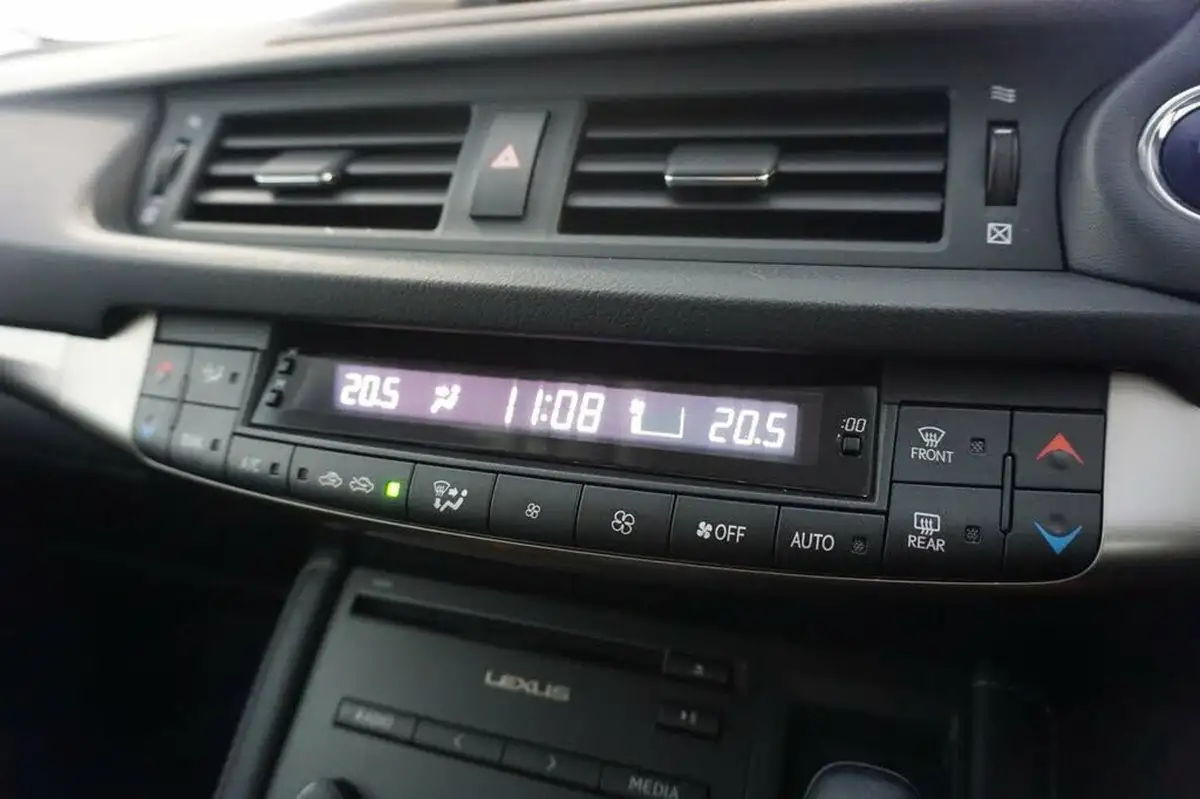 20.5 11:08 20.5
:00
FRONT
A/C
OFF
AUTO
REAR
LEXUS
RADIO
MEDIA